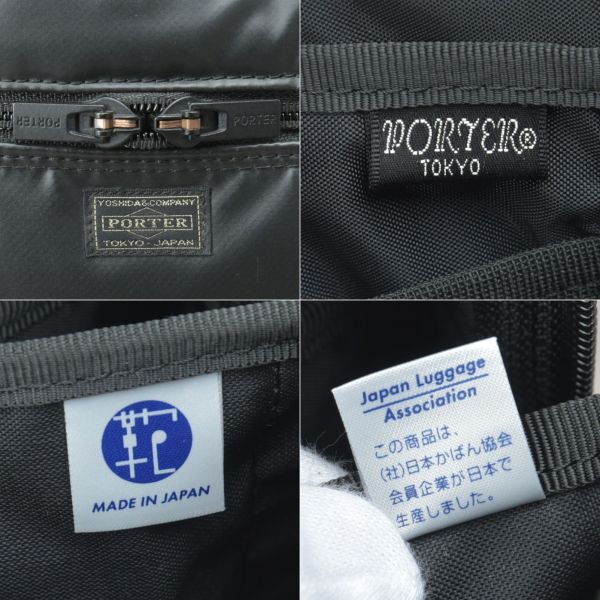 PORTER
PORTER
YOSHIDA & COMPANY
PORTER
TOKYO-JAPAN
PORTER®
TOKYO
MADE IN JAPAN
Japan Luggage
Association
この商品は、
(社)日本かばん協会
会員企業が日本で
生産しました。